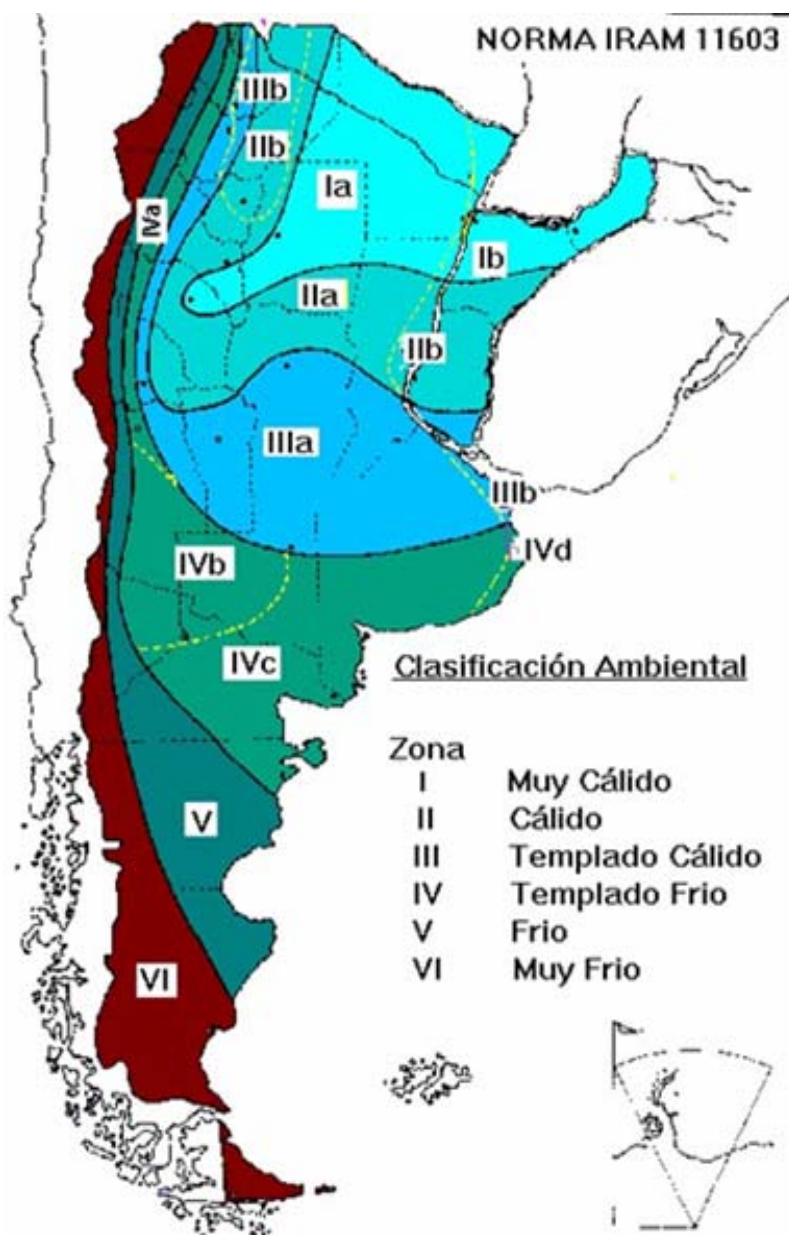 NORMA IRAM 11603
IIIb
IIb
Ia
IVa
Ib
IIa
IIb
IIIa
IIIb
IVd
IVb
IVc
Clasificación Ambiental
Zona
I Muy Cálido
II Cálido
III Templado Cálido
IV Templado Frio
V Frio
VI Muy Frio
V
VI